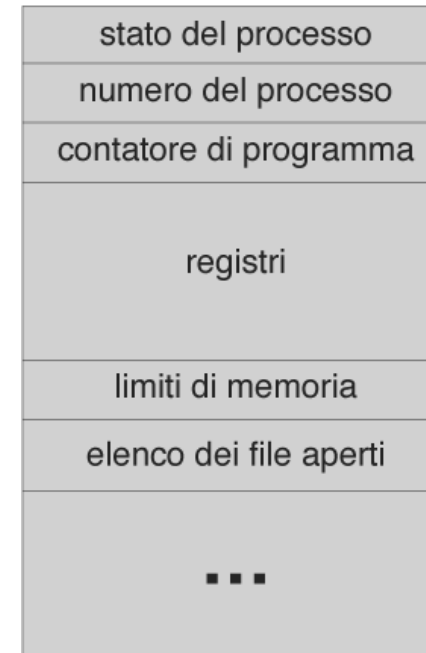 stato del processo
numero del processo
contatore di programma
registri
limiti di memoria
elenco dei file aperti
...